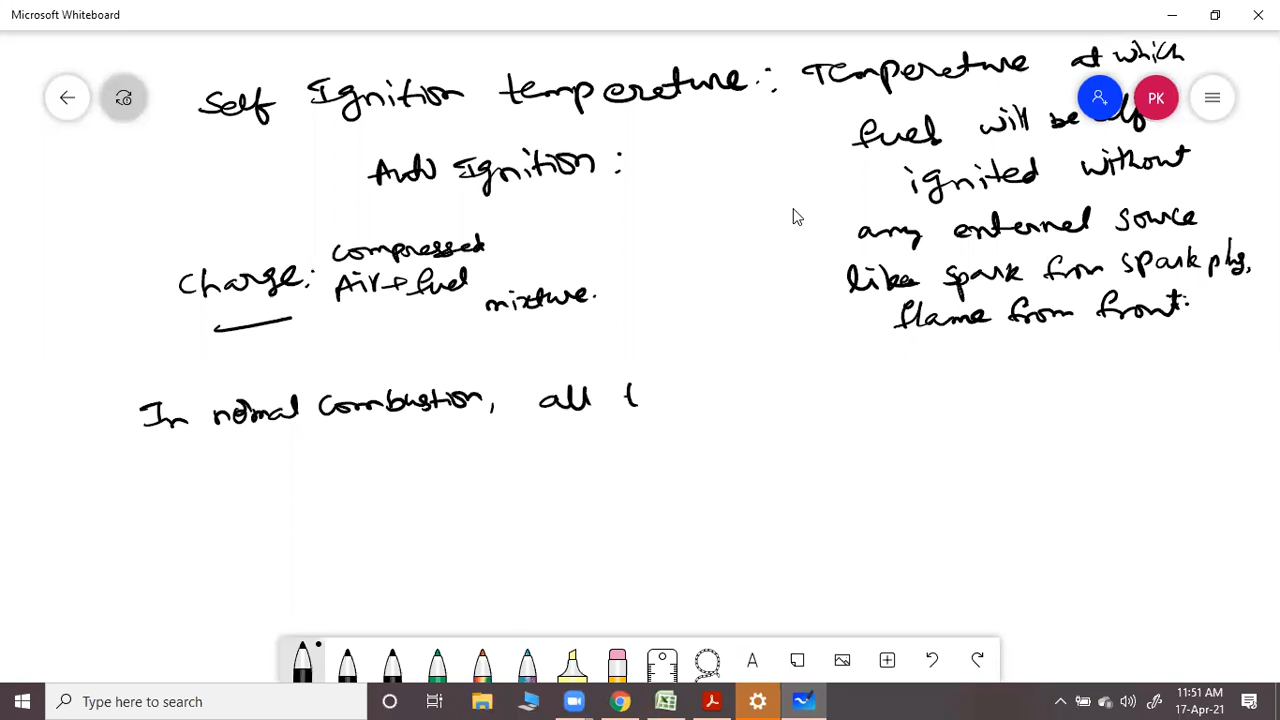 Microsoft Whiteboard
Self Ignition temperature: Temperature at which
fuel will be self
PK
Auto Ignition:
ignited without
any external source
Charge: compressed
Air + fuel
mixture.
like spark from spark plug,
flame from front.
In normal combustion, all t
A
Type here to search
11:51 AM
17-Apr-21